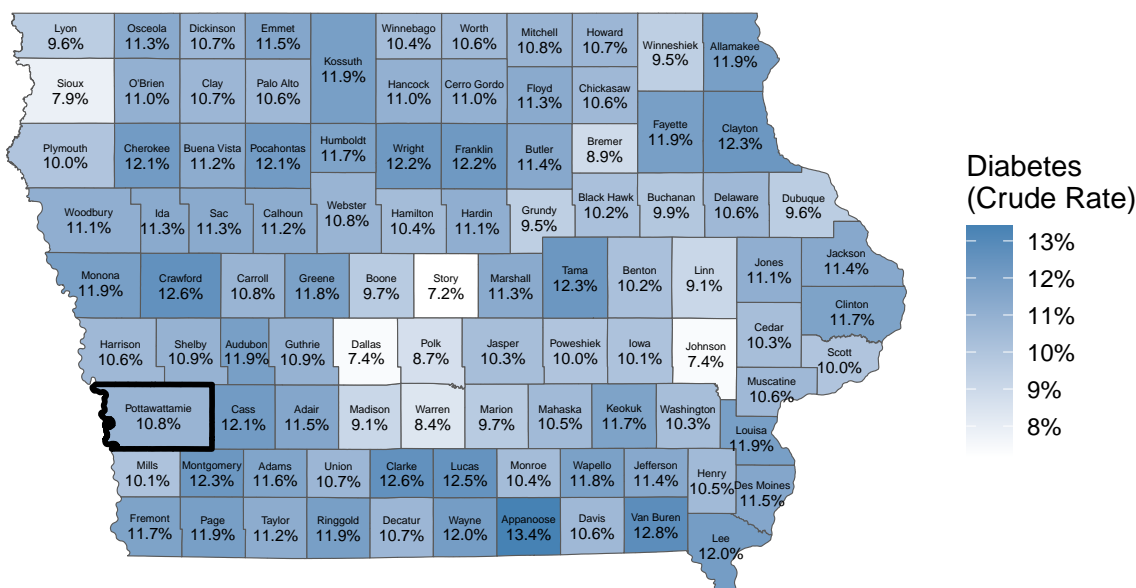 Lyon
9.6%
Osceola
11.3%
Dickinson
10.7%
Emmet
11.5%
Kossuth
11.9%
Winnebago
10.4%
Worth
10.6%
Mitchell
10.8%
Howard
10.7%
Winneshiek
9.5%
Allamakee
11.9%
Sioux
7.9%
O'Brien
11.0%
Clay
10.7%
Palo Alto
10.6%
Hancock
11.0%
Cerro Gordo
11.0%
Floyd
11.3%
Chickasaw
10.6%
Fayette
11.9%
Clayton
12.3%
Plymouth
10.0%
Cherokee
12.1%
Buena Vista
11.2%
Pocahontas
12.1%
Humboldt
11.7%
Wright
12.2%
Franklin
12.2%
Butler
11.4%
Bremer
8.9%
Woodbury
11.1%
Ida
11.3%
Sac
11.3%
Calhoun
11.2%
Webster
10.8%
Hamilton
10.4%
Hardin
11.1%
Grundy
9.5%
Black Hawk
10.2%
Buchanan
9.9%
Delaware
10.6%
Dubuque
9.6%
Monona
11.9%
Crawford
12.6%
Carroll
10.8%
Greene
11.8%
Boone
9.7%
Story
7.2%
Marshall
11.3%
Tama
12.3%
Benton
10.2%
Linn
9.1%
Jones
11.1%
Jackson
11.4%
Clinton
11.7%
Harrison
10.6%
Shelby
10.9%
Audubon
11.9%
Guthrie
10.9%
Dallas
7.4%
Polk
8.7%
Jasper
10.3%
Poweshiek
10.0%
Iowa
10.1%
Johnson
7.4%
Cedar
10.3%
Scott
10.0%
Muscatine
10.6%
Pottawattamie
10.8%
Cass
12.1%
Adair
11.5%
Madison
9.1%
Warren
8.4%
Marion
9.7%
Mahaska
10.5%
Keokuk
11.7%
Washington
10.3%
Louisa
11.9%
Mills
10.1%
Montgomery
12.3%
Adams
11.6%
Union
10.7%
Clarke
12.6%
Lucas
12.5%
Monroe
10.4%
Wapello
11.8%
Jefferson
11.4%
Henry
10.5%
Des Moines
11.5%
Fremont
11.7%
Page
11.9%
Taylor
11.2%
Ringgold
11.9%
Decatur
10.7%
Wayne
12.0%
Appanoose
13.4%
Davis
10.6%
Van Buren
12.8%
Lee
12.0%
Diabetes
(Crude Rate)
13%
12%
11%
10%
9%
8%